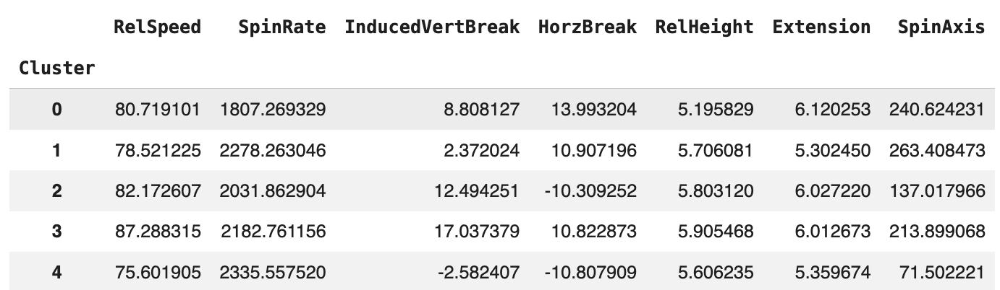 RelSpeed SpinRate InducedVertBreak HorzBreak RelHeight Extension SpinAxis
Cluster
0 80.719101 1807.269329 8.808127 13.993204 5.195829 6.120253 240.624231
1 78.521225 2278.263046 2.372024 10.907196 5.706081 5.302450 263.408473
2 82.172607 2031.862904 12.494251 -10.309252 5.803120 6.027220 137.017966
3 87.288315 2182.761156 17.037379 10.822873 5.905468 6.012673 213.899068
4 75.601905 2335.557520 -2.582407 -10.807909 5.606235 5.359674 71.502221